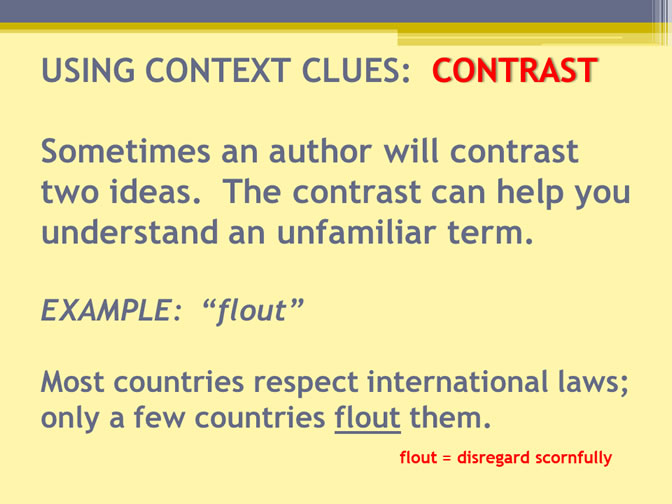 USING CONTEXT CLUES: CONTRAST
Sometimes an author will contrast
two ideas. The contrast can help you
understand an unfamiliar term.
EXAMPLE: “flout”
Most countries respect international laws;
only a few countries flout them.
flout = disregard scornfully